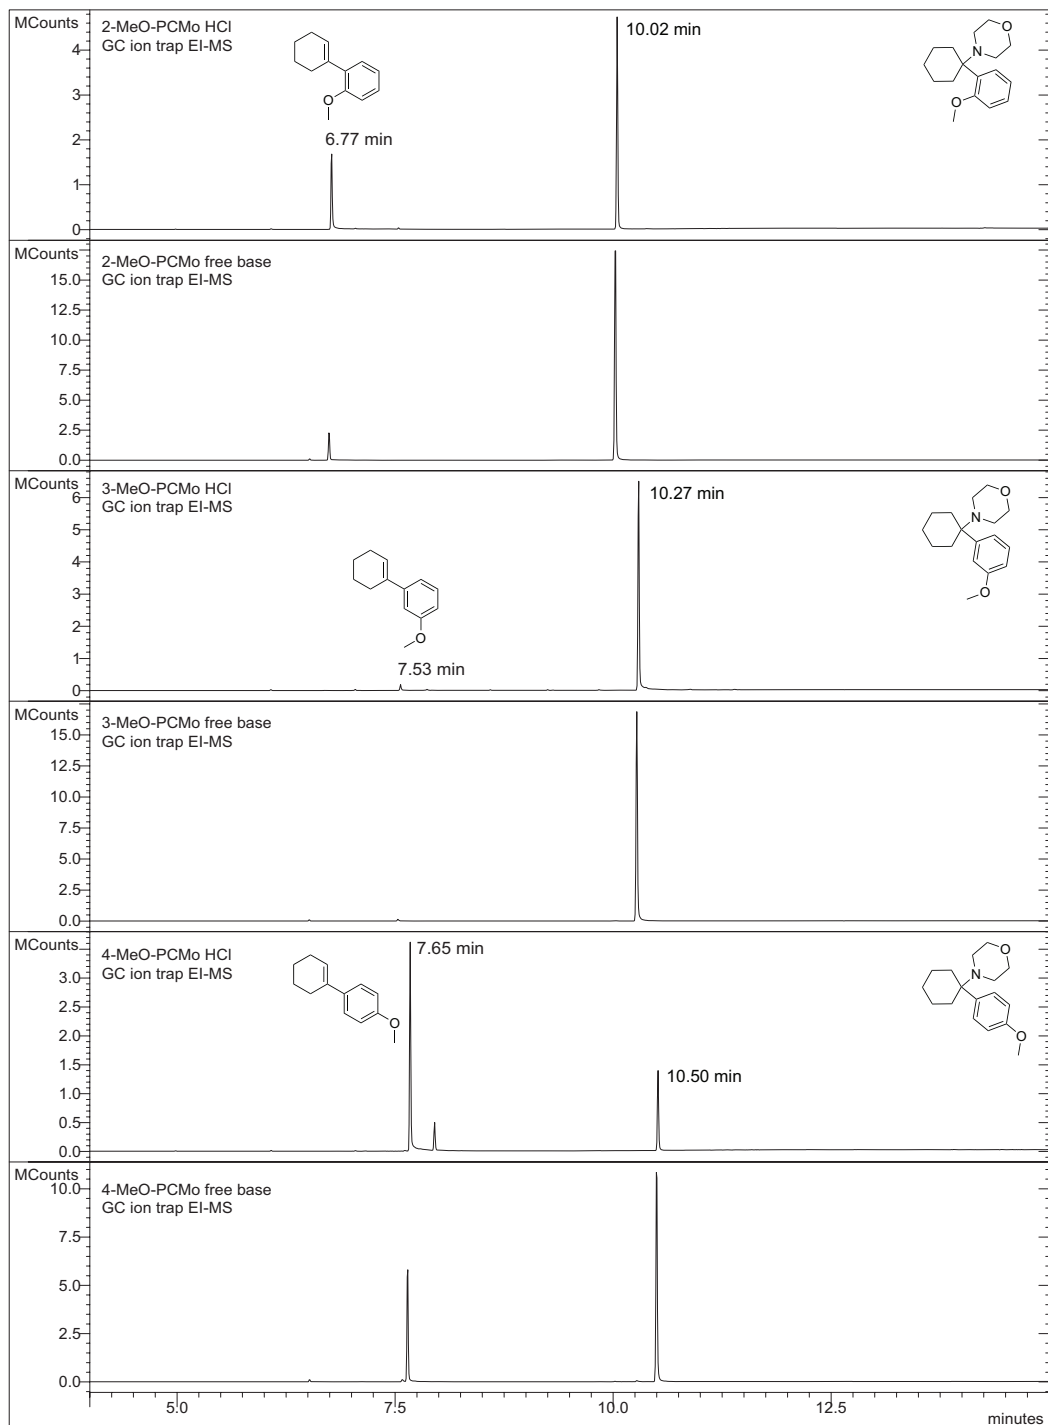 MCounts
2-MeO-PCMo HCl
GC ion trap EI-MS
4
3
2
1
0
6.77 min
10.02 min
O
N
O
O
MCounts
2-MeO-PCMo free base
GC ion trap EI-MS
15.0
12.5
10.0
7.5
5.0
2.5
0.0
MCounts
3-MeO-PCMo HCl
GC ion trap EI-MS
6
5
4
3
2
1
0
7.53 min
10.27 min
O
O
N
O
MCounts
3-MeO-PCMo free base
GC ion trap EI-MS
15.0
12.5
10.0
7.5
5.0
2.5
0.0
MCounts
4-MeO-PCMo HCl
GC ion trap EI-MS
3.0
2.5
2.0
1.5
1.0
0.5
0.0
7.65 min
10.50 min
O
O
N
O
MCounts
4-MeO-PCMo free base
GC ion trap EI-MS
10.0
7.5
5.0
2.5
0.0
5.0 7.5 10.0 12.5
minutes